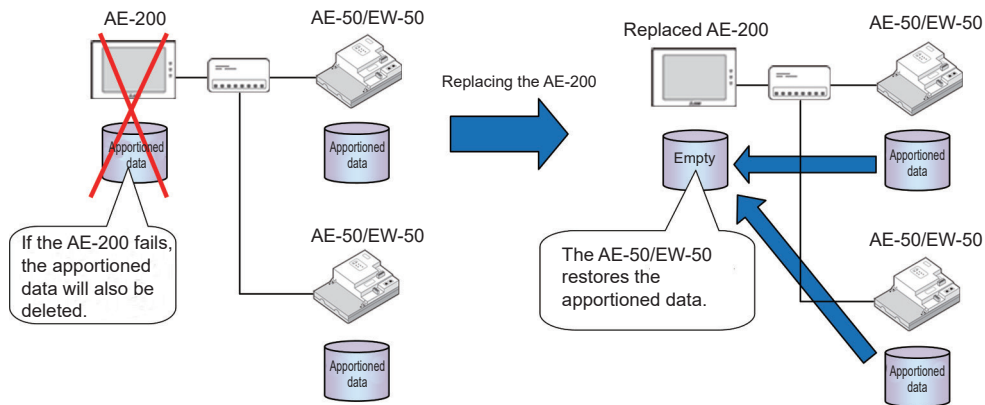 AE-200
AE-50/EW-50
Apportioned
data
Apportioned
data
If the AE-200 fails,
the apportioned
data will also be
deleted.
AE-50/EW-50
Apportioned
data
Replacing the AE-200
Replaced AE-200
AE-50/EW-50
Empty
Apportioned
data
The AE-50/EW-50
restores the
apportioned data.
AE-50/EW-50
Apportioned
data